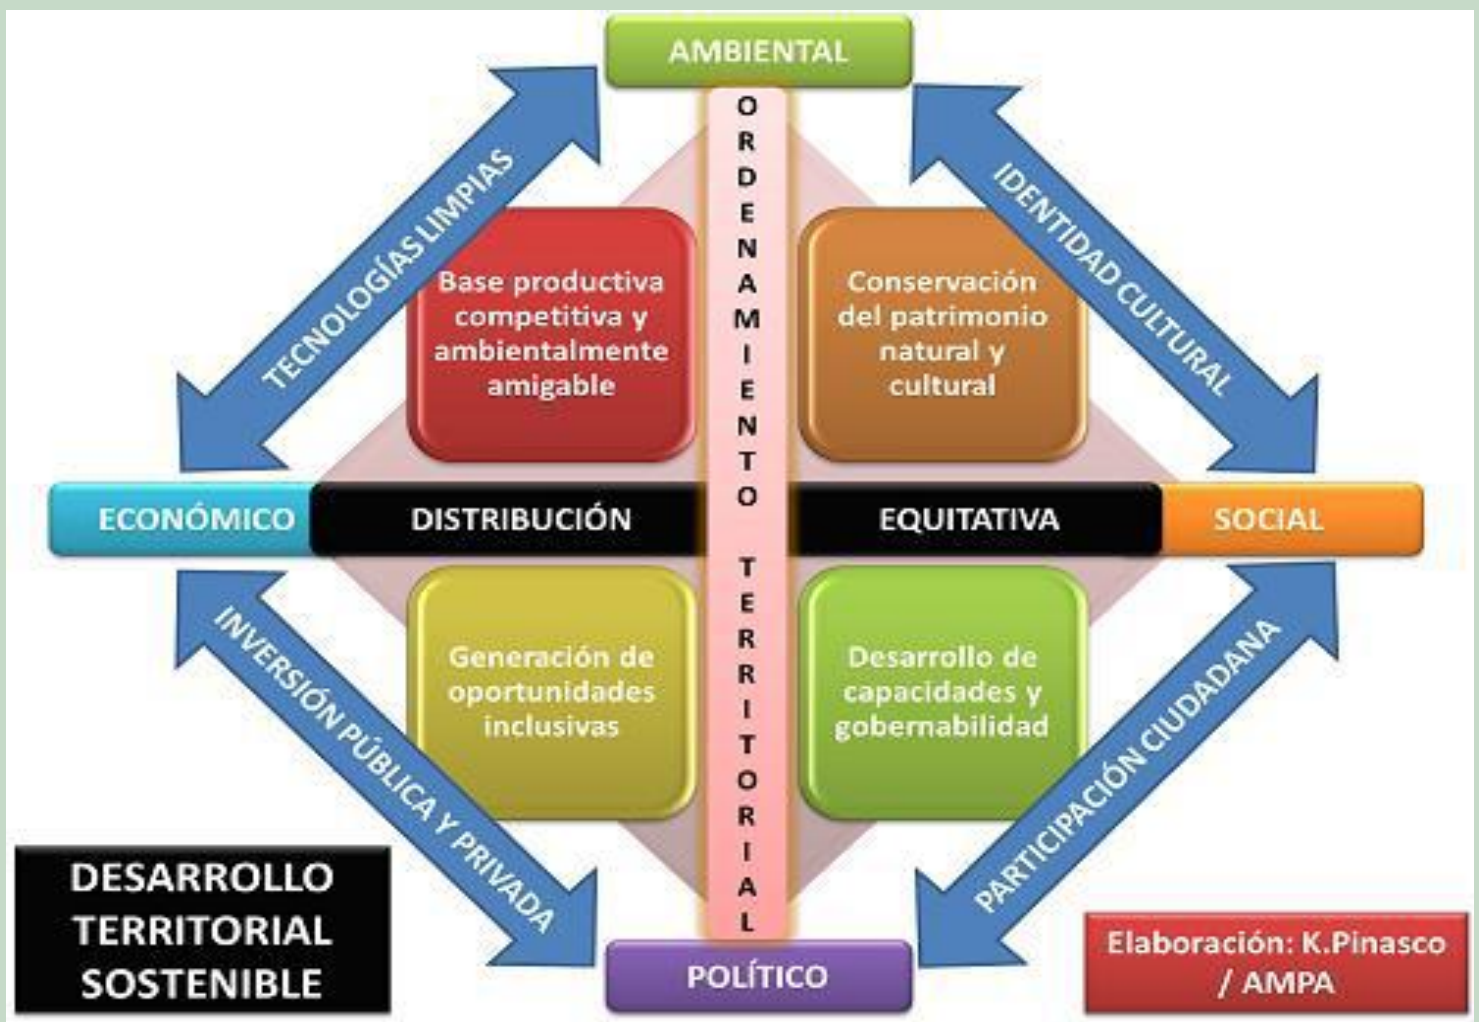 AMBIENTAL
TECNOLOGÍAS LIMPIAS
IDENTIDAD CULTURAL
ORDENAMIENTO TERRITORIAL
Base productiva
competitiva y
ambientalmente
amigable
Conservación
del patrimonio
natural y
cultural
ECONÓMICO
DISTRIBUCIÓN
EQUITATIVA
SOCIAL
Generación de
oportunidades
inclusivas
Desarrollo de
capacidades y
gobernabilidad
INVERSIÓN PÚBLICA Y PRIVADA
PARTICIPACIÓN CIUDADANA
POLÍTICO
DESARROLLO
TERRITORIAL
SOSTENIBLE
Elaboración: K.Pinasco
/ AMPA